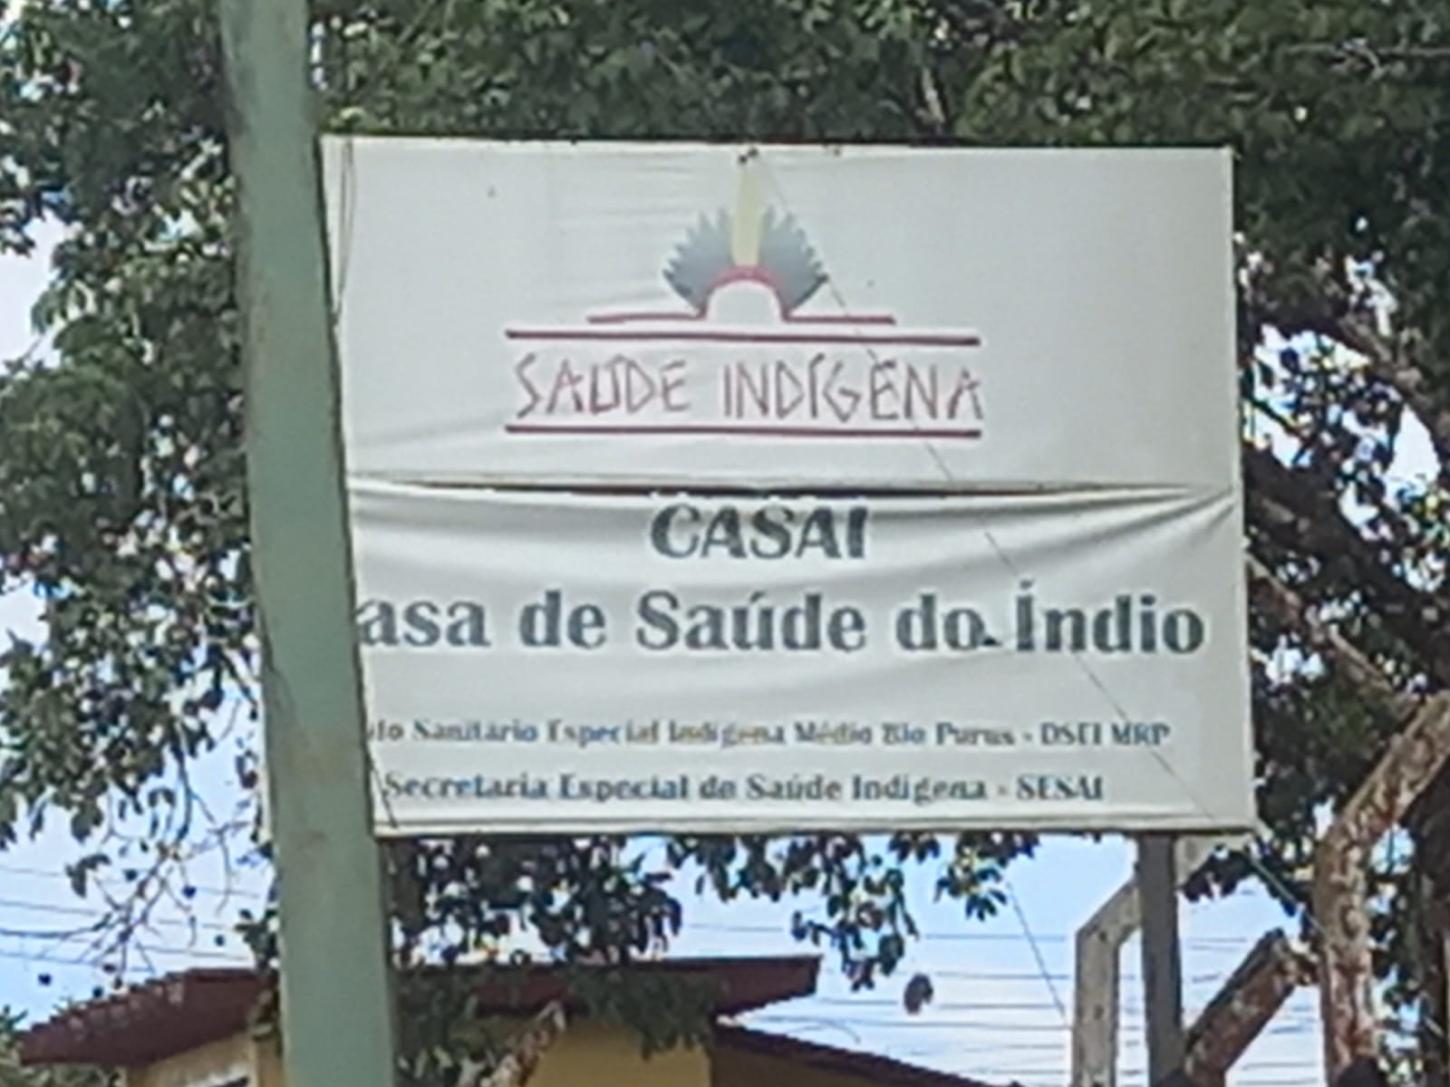 SAÚDE INDÍGENA
CASAI
asa de Saúde do Índio
ito Sanitário Especial Indígena Médio Rio Purus - DSEI MRP
Secretaria Especial de Saúde Indígena - SESAI